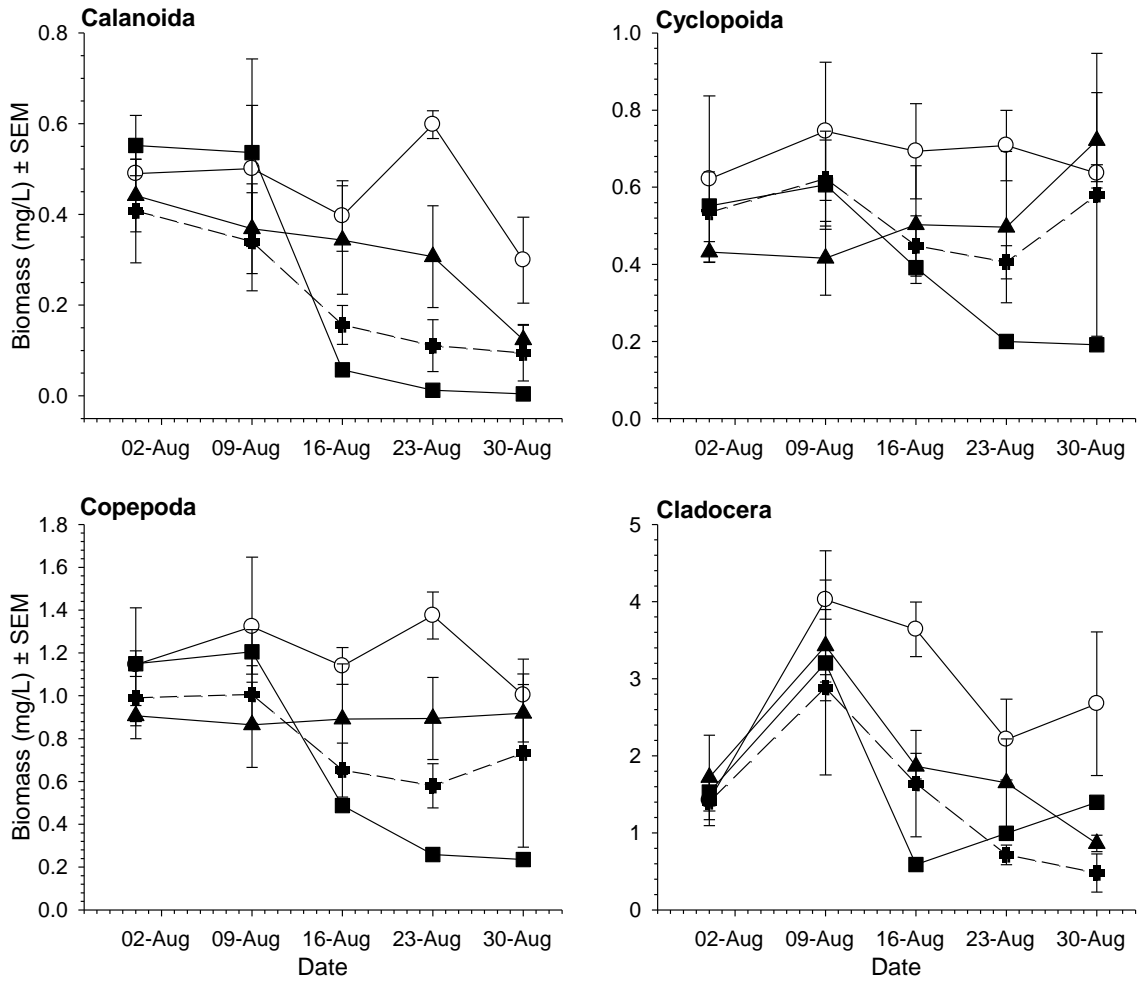 Calanoida
Biomass (mg/L) ± SEM
0.8
0.6
0.4
0.2
0.0
02-Aug 09-Aug 16-Aug 23-Aug 30-Aug
Cyclopoida
1.0
0.8
0.6
0.4
0.2
0.0
02-Aug 09-Aug 16-Aug 23-Aug 30-Aug
Copepoda
Biomass (mg/L) ± SEM
1.8
1.6
1.4
1.2
1.0
0.8
0.6
0.4
0.2
0.0
02-Aug 09-Aug 16-Aug 23-Aug 30-Aug
Date
Cladocera
5
4
3
2
1
0
02-Aug 09-Aug 16-Aug 23-Aug 30-Aug
Date